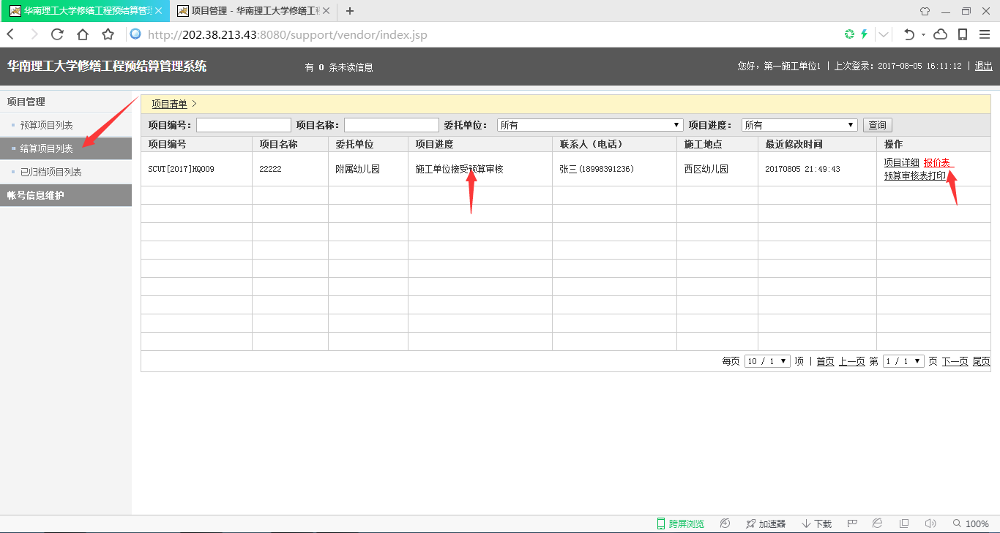 华南理工大学修缮工程预结算管理
项目管理 - 华南理工大学修缮工程
http://202.38.213.43:8080/support/vendor/index.jsp
华南理工大学修缮工程预结算管理系统
有 0 条未读信息
您好，第一施工单位1 | 上次登录：2017-08-05 16:11:12 | 退出
项目管理
预算项目列表
结算项目列表
已归档项目列表
帐号信息维护
项目清单 >
项目编号： 项目名称： 委托单位： 所有 项目进度： 所有 查询
项目编号 项目名称 委托单位 项目进度 联系人（电话） 施工地点 最近修改时间 操作
SCUT[2017]HQ009 22222 附属幼儿园 施工单位接受预算审核 张三(18998391236) 西区幼儿园 20170805 21:49:43 项目详细 报价表
预算审核表打印
每页 10 / 1 项 | 首页 上一页 第 1 / 1 页 下一页 尾页
跨屏浏览 加速器 下载 100%